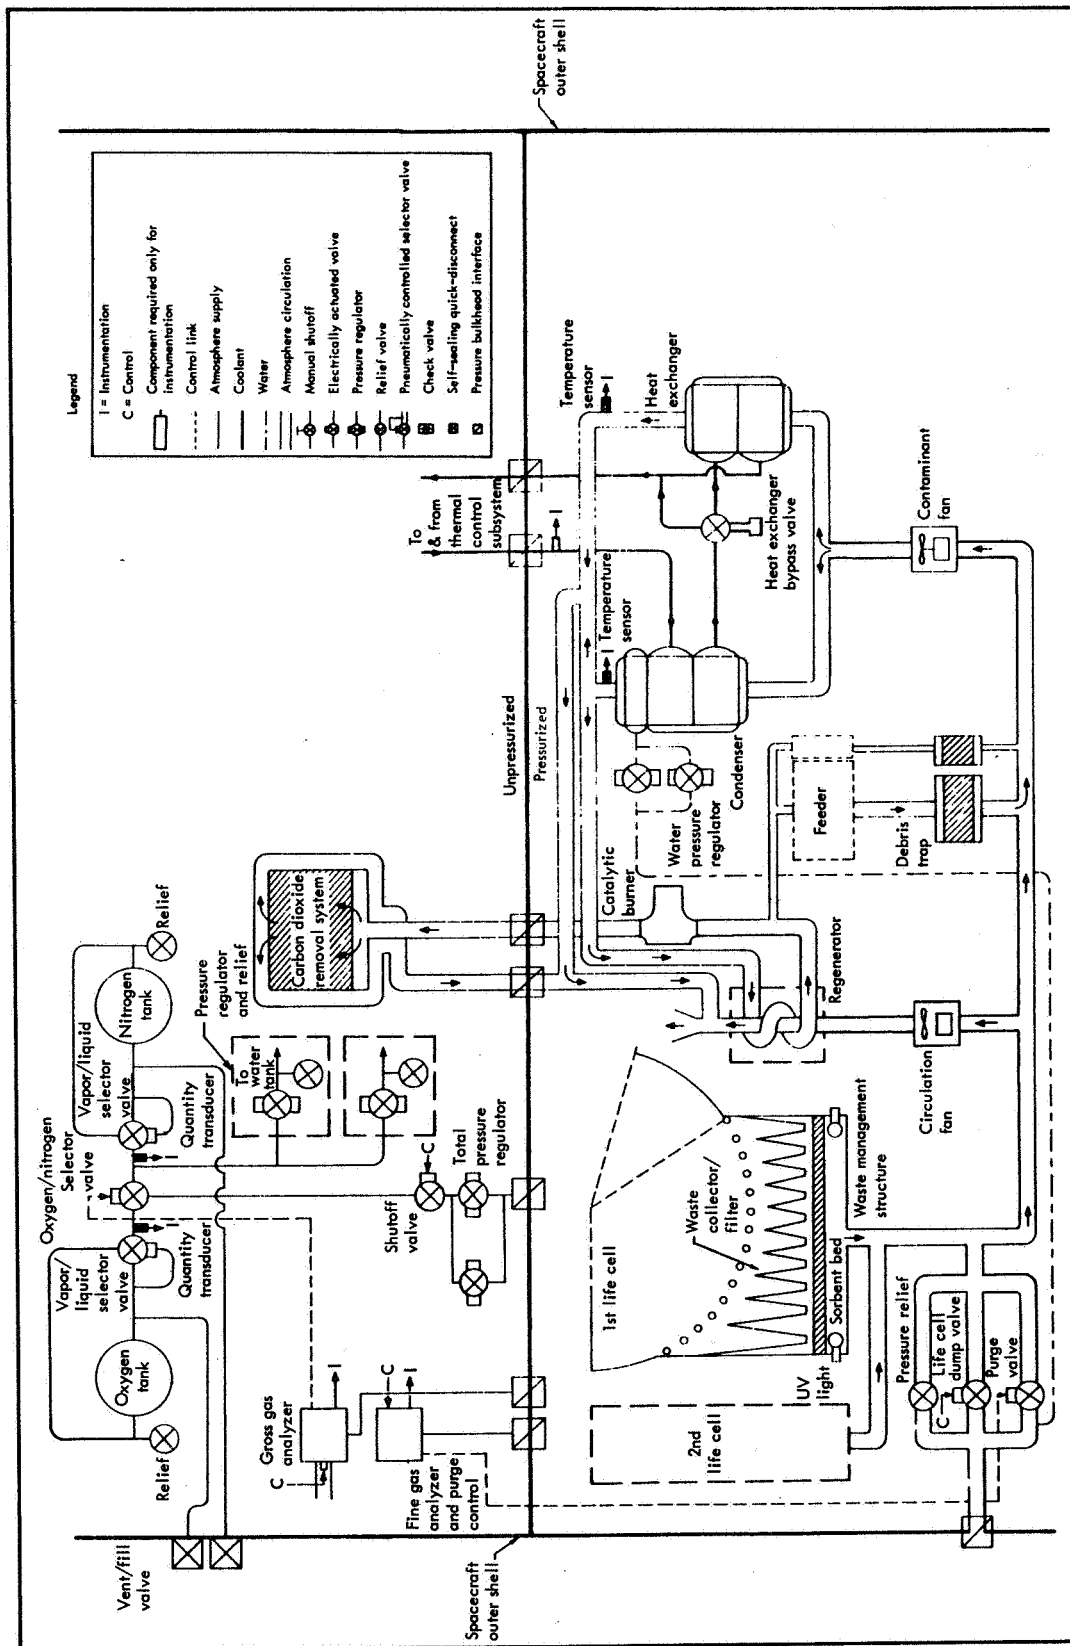 Spacecraft
outer shell
Legend
I = Instrumentation
C = Control
Component required only for
instrumentation
Control link
Atmosphere supply
Coolant
Water
Atmosphere circulation
Manual shutoff
Electrically actuated valve
Pressure regulator
Relief valve
Pneumatically controlled selector valve
Check valve
Self-sealing quick-disconnect
Pressure bulkhead interface
Vent/fill
valve
Relief
Oxygen
tank
Vapor/
liquid
selector
valve
Quantity
transducer
I
Oxygen/nitrogen
Selector
valve
Vapor/liquid
selector
valve
Quantity
transducer
I
Nitrogen
tank
Relief
Pressure
regulator
and relief
To
water
tank
Carbon dioxide
removal system
Gross gas
analyzer
C
I
C
I
Fine gas
analyzer
and purge
control
Shutoff
valve
C
Total
pressure
regulator
To
& from
thermal
control
subsystem
I
Unpressurized
Pressurized
Spacecraft
outer shell
Temperature
sensor
I
Heat
exchanger
I
Temperature
sensor
Heat exchanger
bypass valve
Condenser
Water
pressure
regulator
Catalytic
burner
Regenerator
Feeder
Debris
trap
Contaminant
fan
Circulation
fan
1st life cell
Waste
collector/
filter
Sorbent bed
Waste management
structure
UV
light
2nd
life cell
Pressure relief
Life cell
dump valve
C
Purge
valve